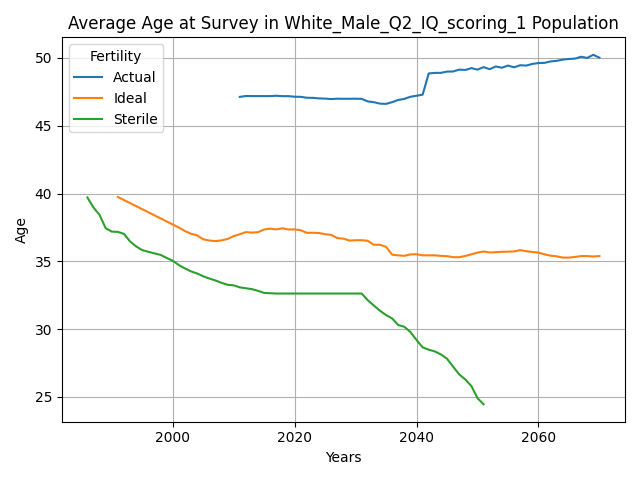 Average Age at Survey in White_Male_Q2_IQ_scoring_1 Population
Fertility
Actual
Ideal
Sterile
50
45
40
35
30
25
Age
2000
2020
2040
2060
Years